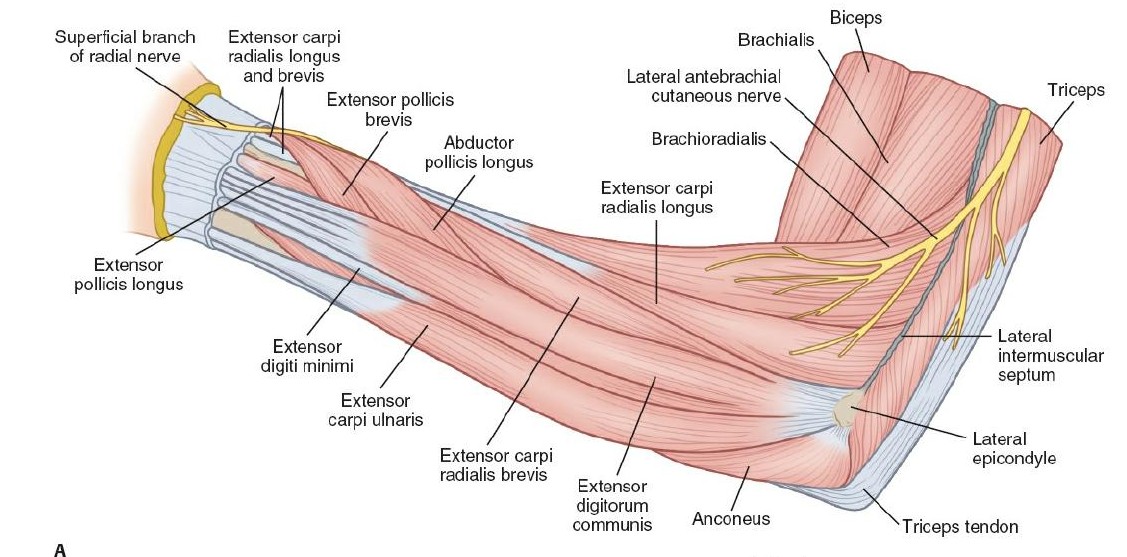 Biceps
Brachialis
Superficial branch
of radial nerve
Extensor carpi
radialis longus
and brevis
Lateral antebrachial
cutaneous nerve
Triceps
Extensor pollicis
brevis
Brachioradialis
Abductor
pollicis longus
Extensor carpi
radialis longus
Extensor
pollicis longus
Extensor
digiti minimi
Lateral
intermuscular
septum
Extensor
carpi ulnaris
Extensor carpi
radialis brevis
Lateral
epicondyle
Extensor
digitorum
communis
Anconeus
Triceps tendon
A